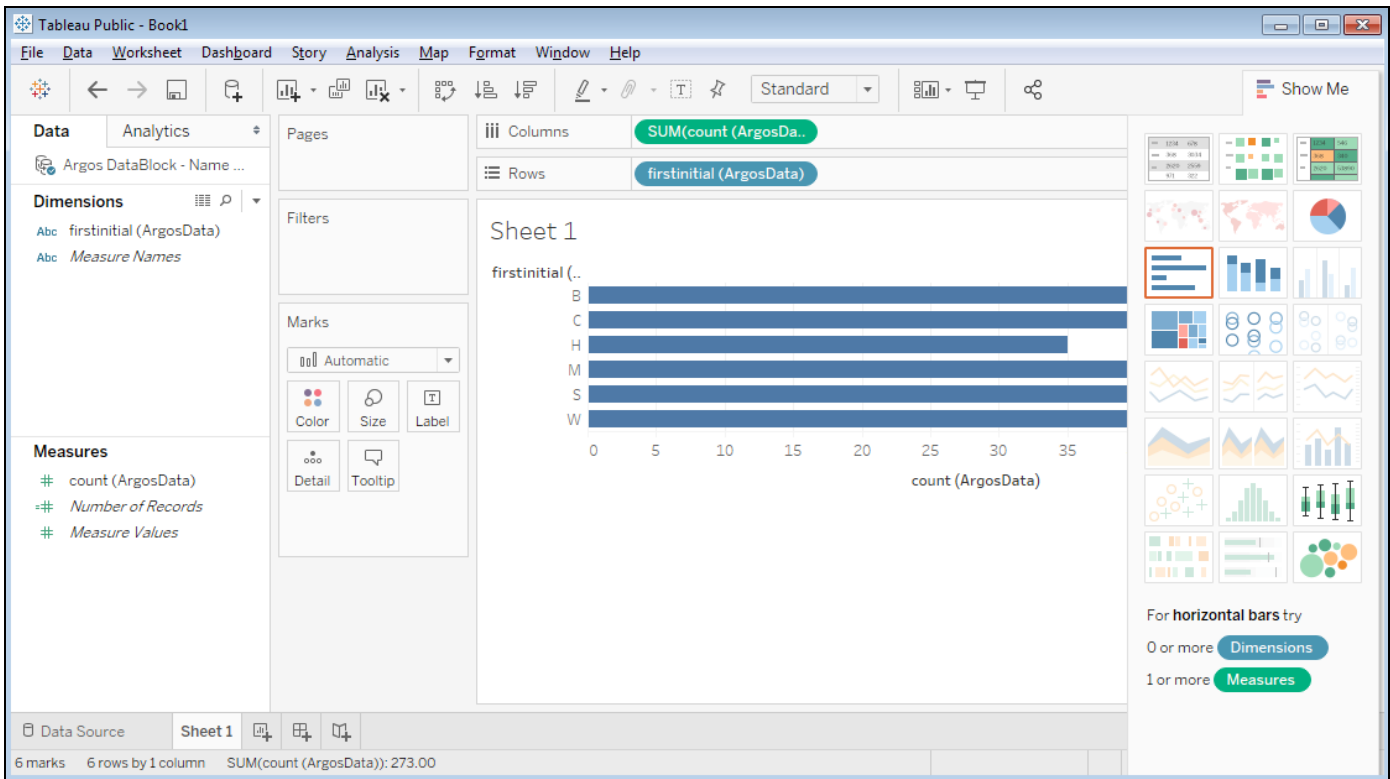 Tableau Public - Book1
File Data Worksheet Dashboard Story Analysis Map Format Window Help
Standard
Show Me
Data Analytics
Argos DataBlock - Name ...
Dimensions
Abc firstinitial (ArgosData)
Abc Measure Names
Measures
count (ArgosData)
Number of Records
Measure Values
Pages
Filters
Marks
Automatic
Color Size Label
Detail Tooltip
Columns SUM(count (ArgosDa..
Rows firstinitial (ArgosData)
Sheet 1
firstinitial (..
B
C
H
M
S
W
0 5 10 15 20 25 30 35
count (ArgosData)
For horizontal bars try
0 or more Dimensions
1 or more Measures
Data Source Sheet 1
6 marks 6 rows by 1 column SUM(count (ArgosData)): 273.00